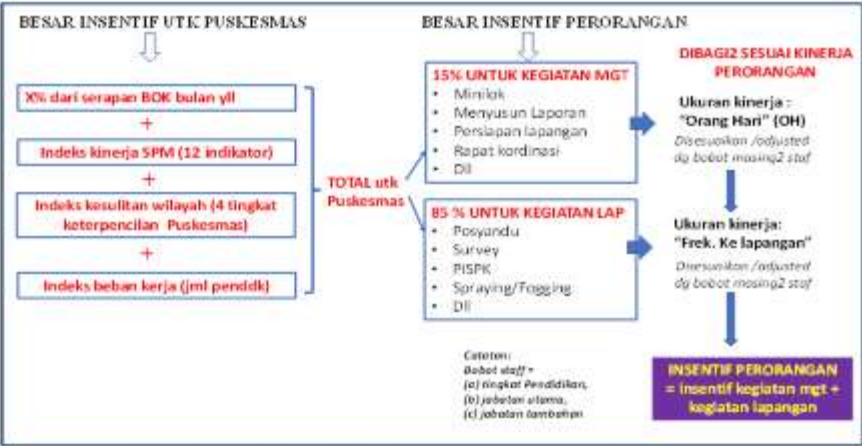 BESAR INSENTIF UTK PUSKESMAS
X% dari serapan BOK bulan yll
+
Indeks kinerja SPM (12 indikator)
+
Indeks kesulitan wilayah (4 tingkat
keterpencilan Puskesmas)
+
Indeks beban kerja (jml penddk)
TOTAL utk
Puskesmas
BESAR INSENTIF PERORANGAN
15% UNTUK KEGIATAN MGT
• Minilok
• Menyusun Laporan
• Persiapan lapangan
• Rapat kordinasi
• Dll
85 % UNTUK KEGIATAN LAP
• Posyandu
• Survey
• PISPK
• Spraying/Fogging
• Dll
DIBAGI2 SESUAI KINERJA
PERORANGAN
Ukuran kinerja :
"Orang Hari" (OH)
Disesuaikan /adjusted
dg bobot masing2 staf
Ukuran kinerja:
"Frek. Ke lapangan"
Disesuaikan /adjusted
dg bobot masing2 staf
INSENTIF PERORANGAN
= insentif kegiatan mgt +
kegiatan lapangan
Catatan:
Bobot staff =
(a) tingkat Pendidikan,
(b) jabatan utama,
(c) jabatan tambahan